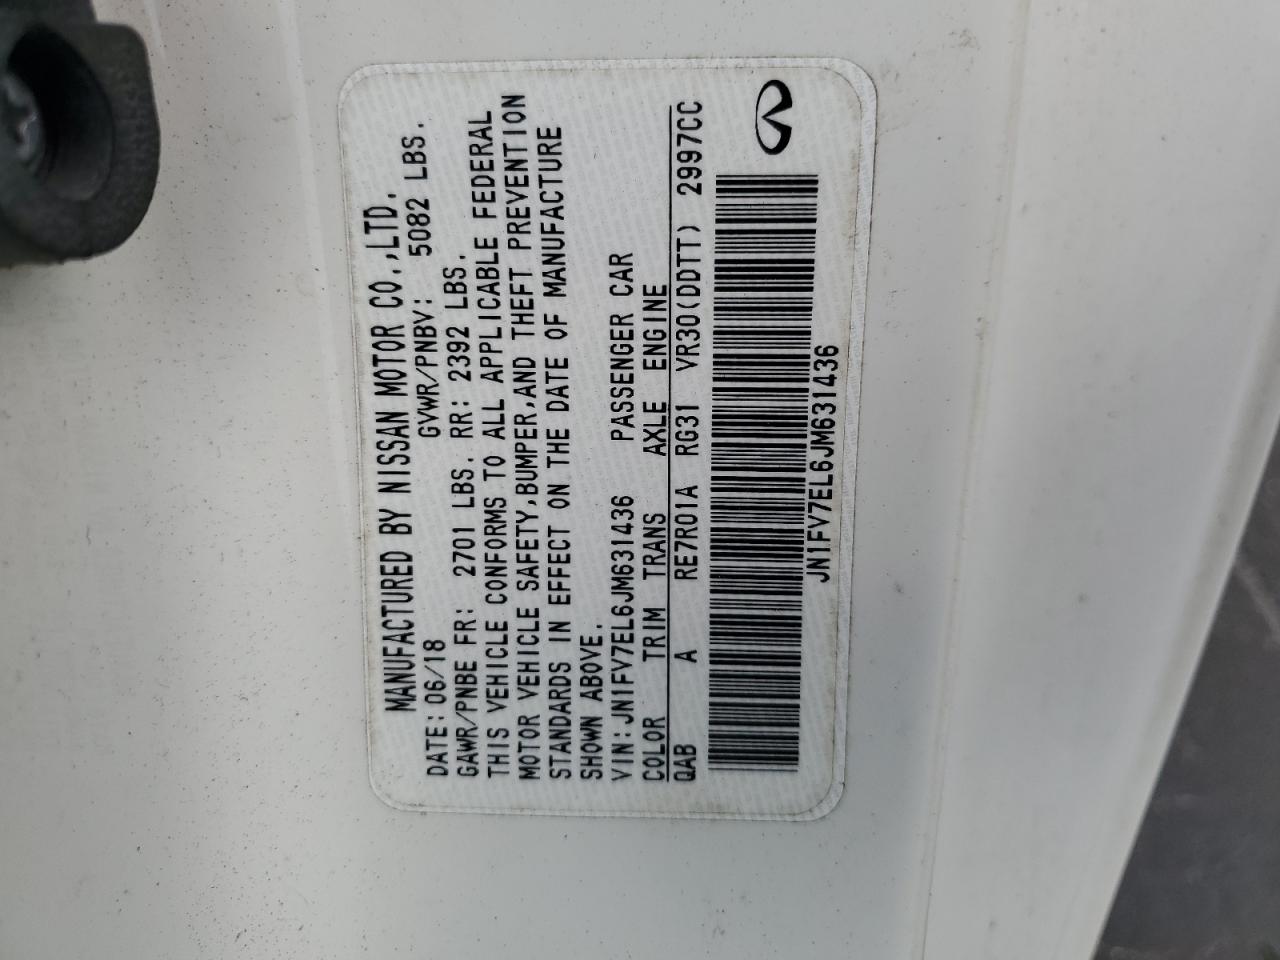 MANUFACTURED BY NISSAN MOTOR CO.,LTD.
DATE: 06/18 GVWR/PNBV: 5082 LBS.
GAWR/PNBE FR: 2701 LBS. RR: 2392 LBS.
THIS VEHICLE CONFORMS TO ALL APPLICABLE FEDERAL
MOTOR VEHICLE SAFETY,BUMPER,AND THEFT PREVENTION
STANDARDS IN EFFECT ON THE DATE OF MANUFACTURE
SHOWN ABOVE.
VIN:JN1FV7EL6JM631436 PASSENGER CAR
COLOR TRIM TRANS AXLE ENGINE
QAB A RE7R01A RG31 VR30(DDTT) 2997CC
JN1FV7EL6JM631436